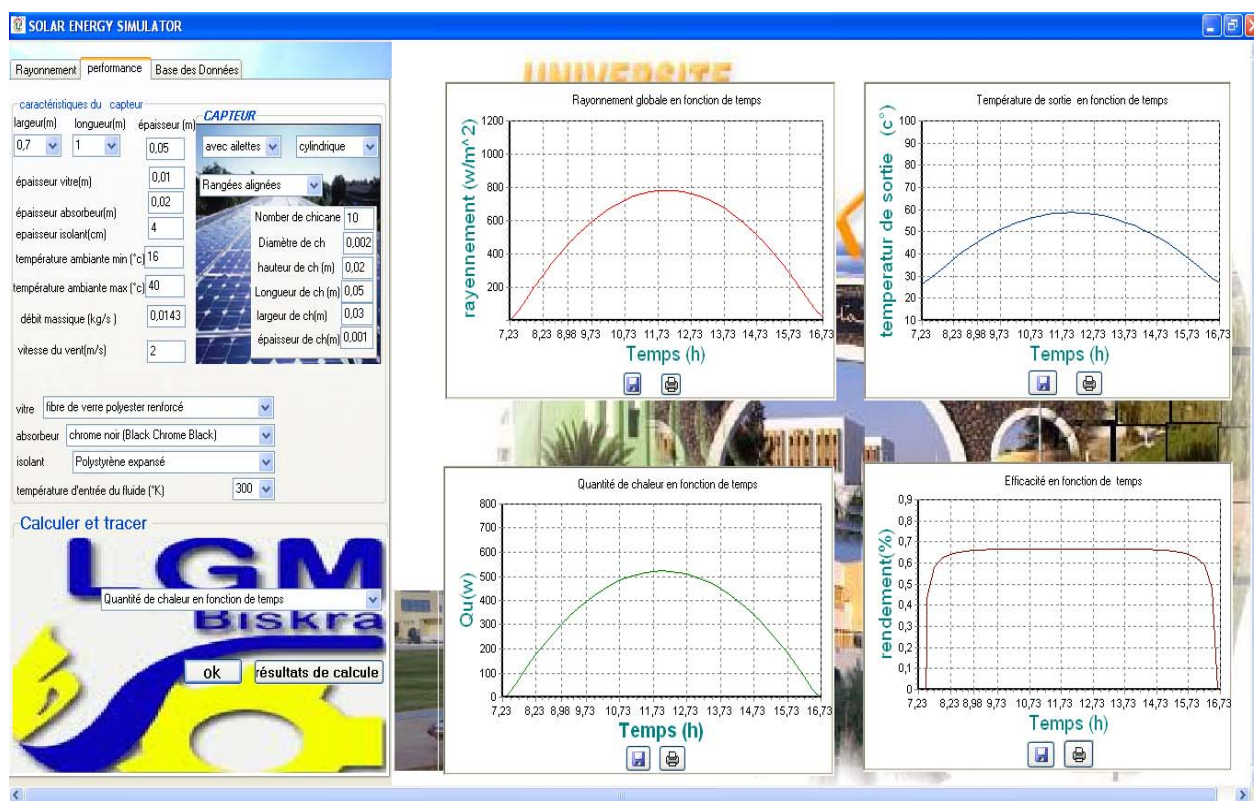 SOLAR ENERGY SIMULATOR
Rayonnement performance Base des Données
caractéristiques du capteur
largeur(m) longueur(m) épaisseur (m)
0,7 1 0,05
épaisseur vitre(m) 0,01
épaisseur absorbeur(m) 0,02
epaisseur isolant(cm) 4
température ambiante min (°c) 16
température ambiante max (°c) 40
débit massique (kg/s ) 0,0143
vitesse du vent(m/s) 2
CAPTEUR
avec ailettes cylindrique
Rangées alignées
Nomber de chicane 10
Diamètre de ch 0,002
hauteur de ch (m) 0,02
Longueur de ch (m) 0,05
largeur de ch(m) 0,03
épaisseur de ch(m) 0,001
vitre fibre de verre polyester renforcé
absorbeur chrome noir (Black Chrome Black)
isolant Polystyrène expansé
température d'entrée du fluide (°K) 300
Calculer et tracer
LGM
Quantité de chaleur en fonction de temps
Biskra
ok résultats de calcule
UNIVERSITE
Rayonnement globale en fonction de temps
rayennement (w/m^2)
1200
1000
800
600
400
200
7,23 8,23 8,98 9,73 10,73 11,73 12,73 13,73 14,73 15,73 16,73
Temps (h)
Température de sortie en fonction de temps
temperatur de sortie (c°)
100
90
80
70
60
50
40
30
20
10
7,23 8,23 8,98 9,73 10,73 11,73 12,73 13,73 14,73 15,73 16,73
Temps (h)
Quantité de chaleur en fonction de temps
Qu(w)
800
700
600
500
400
300
200
100
0
7,23 8,23 8,98 9,73 10,73 11,73 12,73 13,73 14,73 15,73 16,73
Temps (h)
Efficacité en fonction de temps
rendement(%)
0,9
0,8
0,7
0,6
0,5
0,4
0,3
0,2
0,1
0
7,23 8,23 8,98 9,73 10,73 11,73 12,73 13,73 14,73 15,73 16,73
Temps (h)